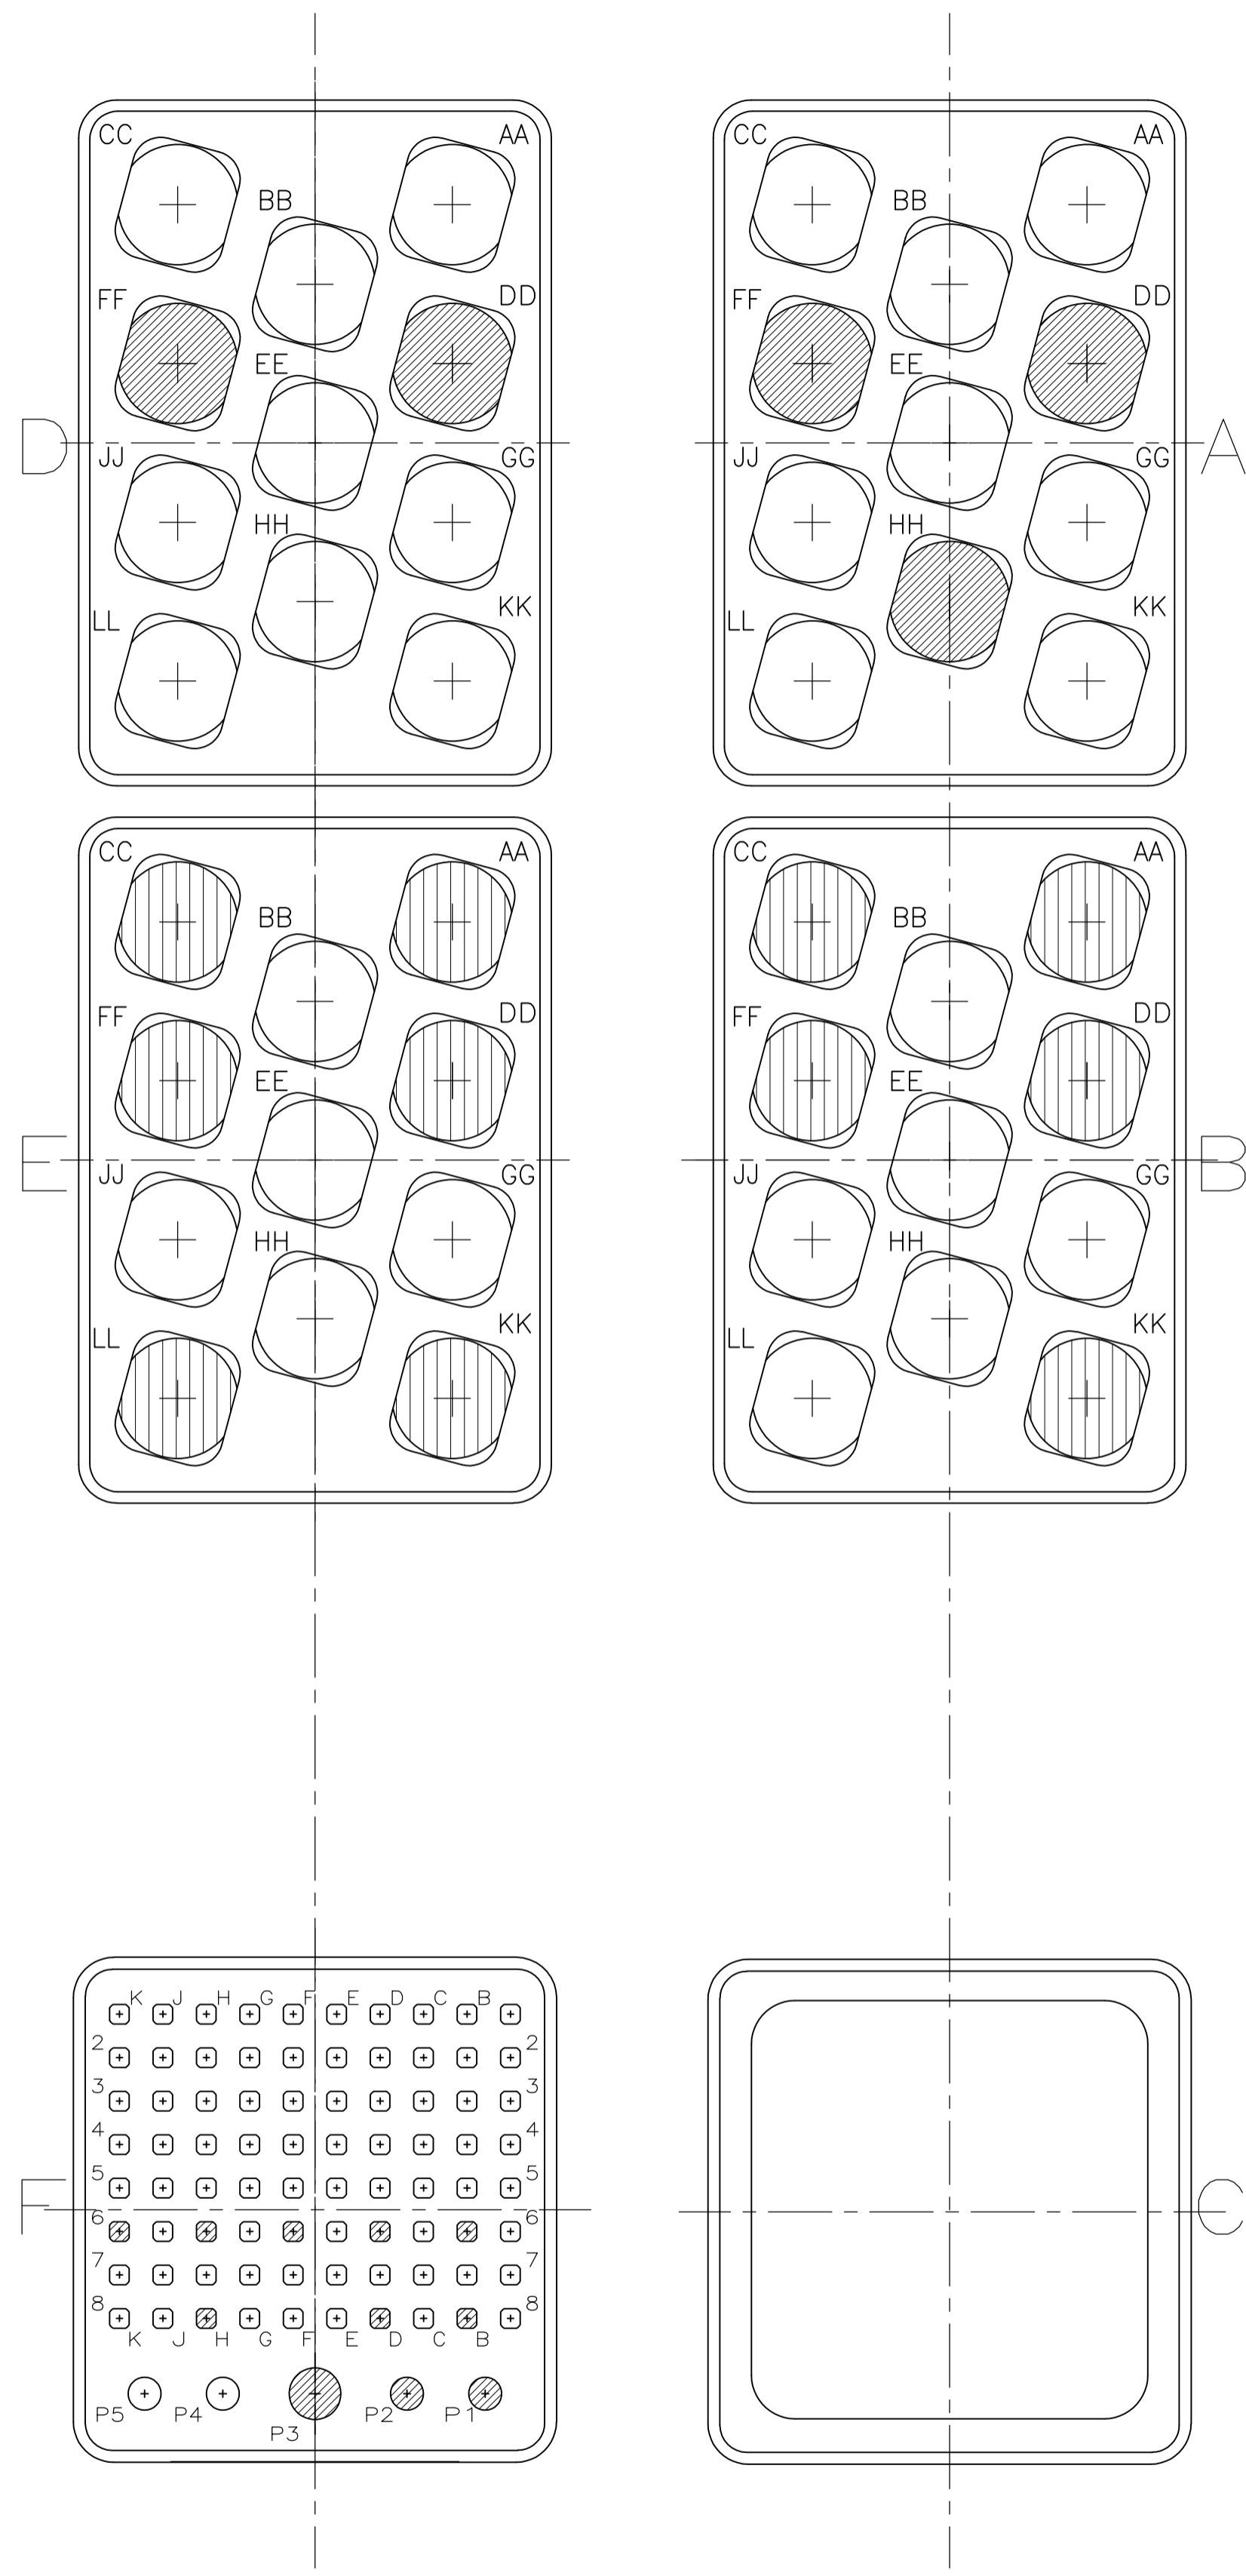 CC AA
BB
FF DD
EE
D
JJ GG
HH
LL KK
CC AA
BB
FF DD
EE
A
JJ GG
HH
LL KK
CC AA
BB
FF DD
EE
E
JJ GG
HH
LL KK
CC AA
BB
FF DD
EE
B
JJ GG
HH
LL KK
K J H G F E D C B
2 2
3 3
4 4
5 5
F
6 6
7 7
8 8
K J H G F E D C B
P5 P4 P3 P2 P1
C